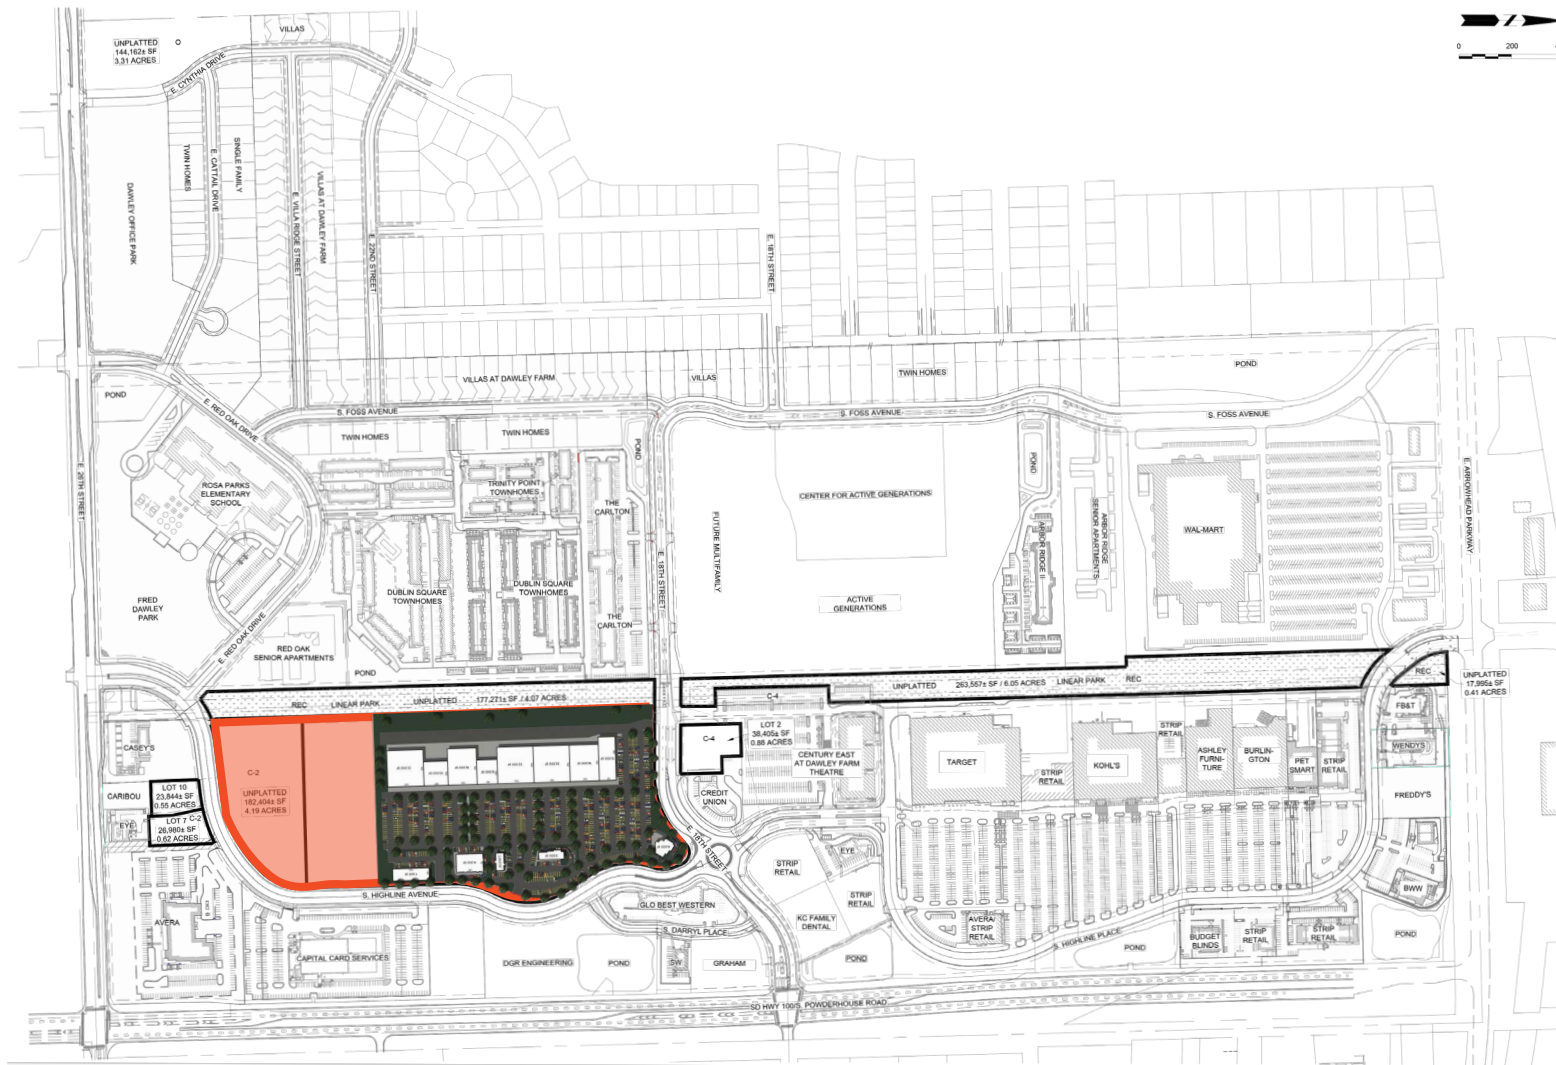 UNPLATTED
144,162± SF
3.31 ACRES
VILLAS
0
200
E. CYNTHIA DRIVE
TWIN HOMES
E. CATTAIL DRIVE
SINGLE FAMILY
E. VILLA RIDGE STREET
VILLAS AT DAWLEY FARM
E. 22ND STREET
DAWLEY OFFICE PARK
E. 18TH STREET
VILLAS AT DAWLEY FARM
VILLAS
TWIN HOMES
POND
POND
E. RED OAK DRIVE
S. FOSS AVENUE
S. FOSS AVENUE
S. FOSS AVENUE
TWIN HOMES
TWIN HOMES
POND
POND
E. 26TH STREET
ROSA PARKS
ELEMENTARY
SCHOOL
TRINITY POINT
TOWNHOMES
THE
CARLTON
FUTURE MULTIFAMILY
CENTER FOR ACTIVE GENERATIONS
ARBOR RIDGE II
ARBOR RIDGE
SENIOR APARTMENTS
WAL-MART
E. ARROWHEAD PARKWAY
E. 18TH STREET
FRED
DAWLEY
PARK
DUBLIN SQUARE
TOWNHOMES
DUBLIN SQUARE
TOWNHOMES
THE
CARLTON
ACTIVE
GENERATIONS
E. RED OAK DRIVE
RED OAK
SENIOR APARTMENTS
POND
REC LINEAR PARK UNPLATTED 177,271± SF / 4.07 ACRES
C-4
UNPLATTED 263,557± SF / 6.05 ACRES LINEAR PARK REC
REC
UNPLATTED
17,995± SF
0.41 ACRES
CASEY'S
C-2
UNPLATTED
182,404± SF
4.19 ACRES
C-4
LOT 2
38,405± SF
0.88 ACRES
CENTURY EAST
AT DAWLEY FARM
THEATRE
CREDIT
UNION
TARGET
STRIP
RETAIL
KOHL'S
STRIP
RETAIL
ASHLEY
FURNI-
TURE
BURLIN-
GTON
PET
SMART
STRIP
RETAIL
FB&T
WENDYS
FREDDY'S
CARIBOU
LOT 10
23,844± SF
0.55 ACRES
EYE
LOT 7
C-2
26,980± SF
0.62 ACRES
E. 18TH STREET
EYE
STRIP
RETAIL
STRIP
RETAIL
KC FAMILY
DENTAL
BWW
S. HIGHLINE AVENUE
GLO BEST WESTERN
S. DARRYL PLACE
AVERA
CAPITAL CARD SERVICES
DGR ENGINEERING
POND
SW
GRAHAM
POND
AVERA/
STRIP
RETAIL
S. HIGHLINE PLACE
POND
BUDGET
BLINDS
STRIP
RETAIL
STRIP
RETAIL
POND
SD HWY 100/S. POWDERHOUSE ROAD